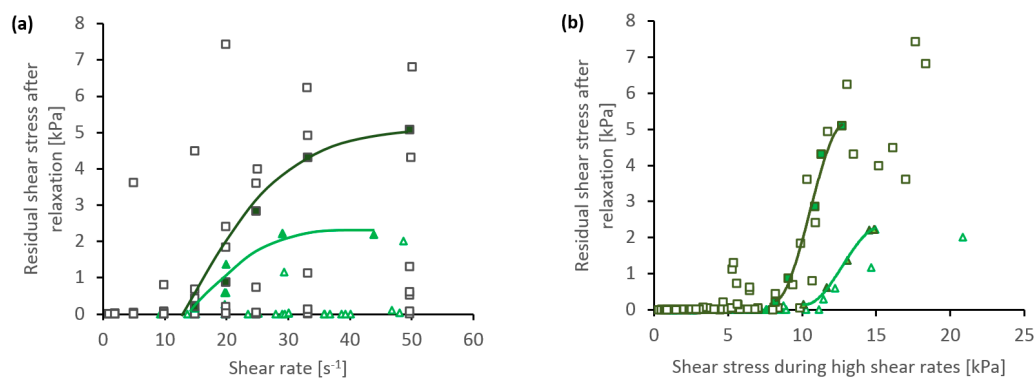 (a)
Residual shear stress after
relaxation [kPa]
8
7
6
5
4
3
2
1
0
0 10 20 30 40 50 60
Shear rate [s⁻¹]
(b)
Residual shear stress after
relaxation [kPa]
8
7
6
5
4
3
2
1
0
0 5 10 15 20 25
Shear stress during high shear rates [kPa]